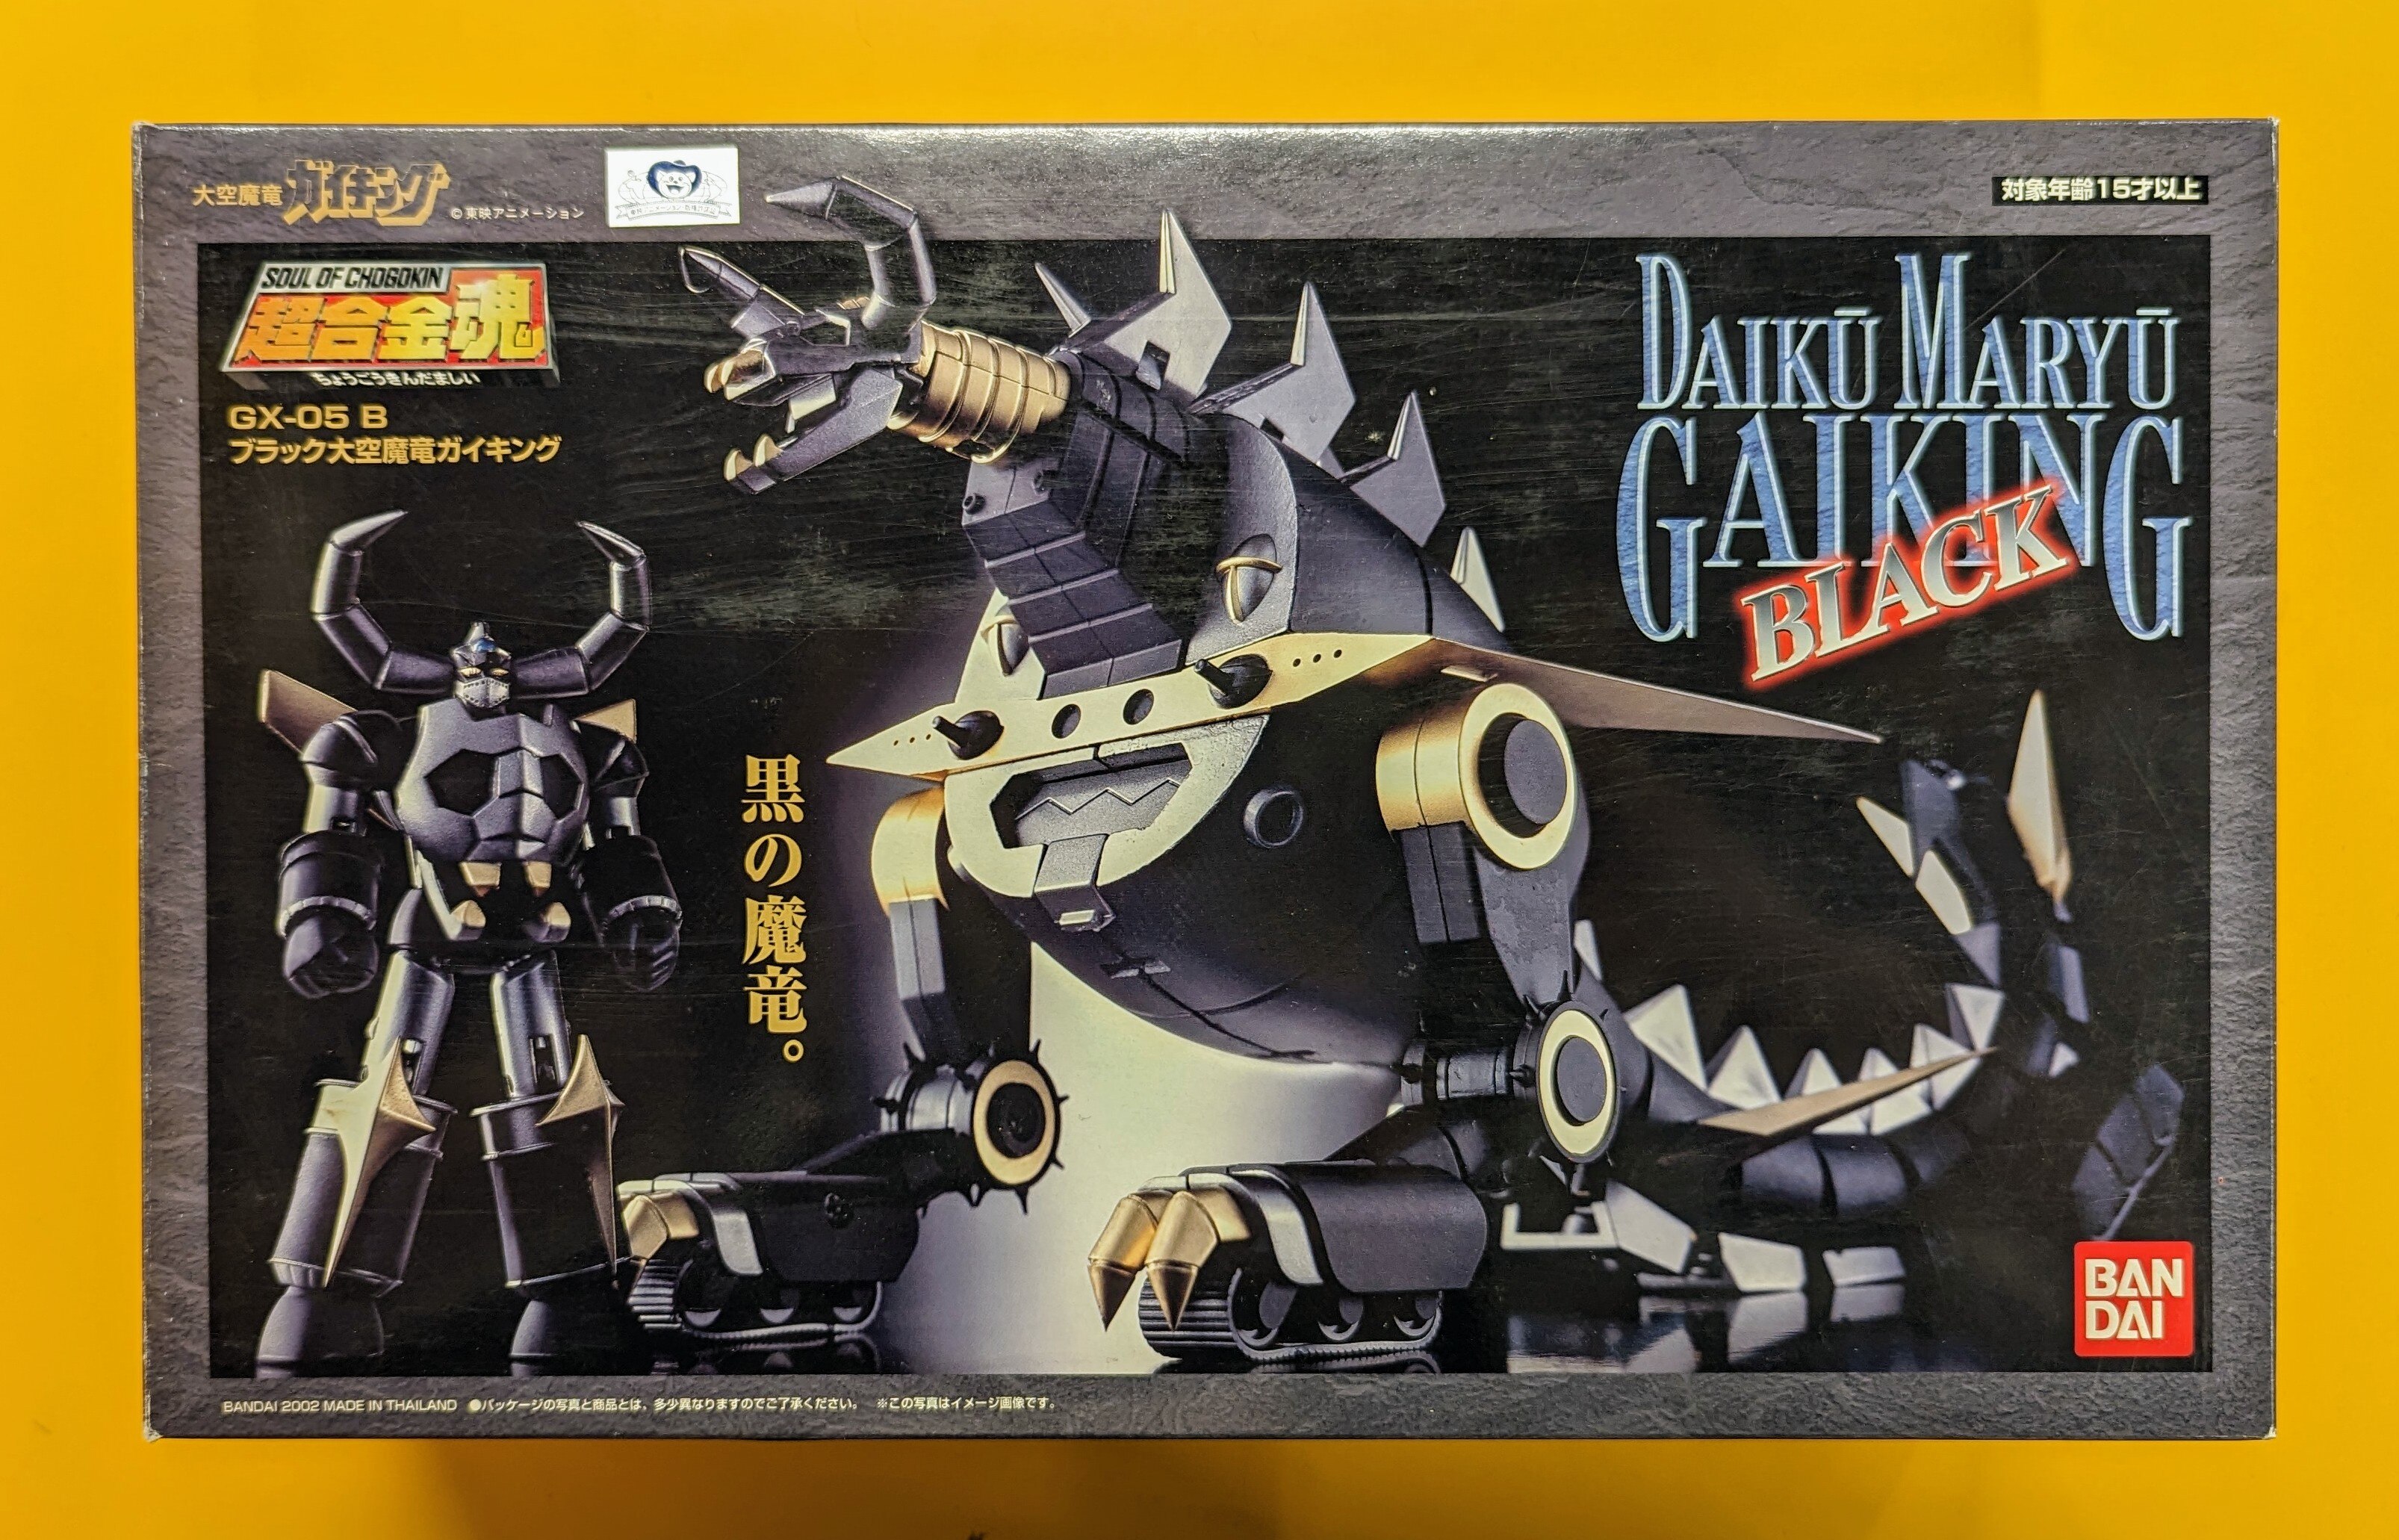 大空魔竜ガイキング
©東映アニメーション
対象年齢15才以上
SOUL OF CHOGOKIN
超合金魂
ちょうごうきんだましい
GX-05 B
ブラック大空魔竜ガイキング
DAIKŪ MARYŪ
GAIKING
BLACK
黒の魔竜。
BAN
DAI
BANDAI 2002 MADE IN THAILAND ●パッケージの写真と商品とは、多少異なりますのでご了承ください。 ※この写真はイメージ画像です。